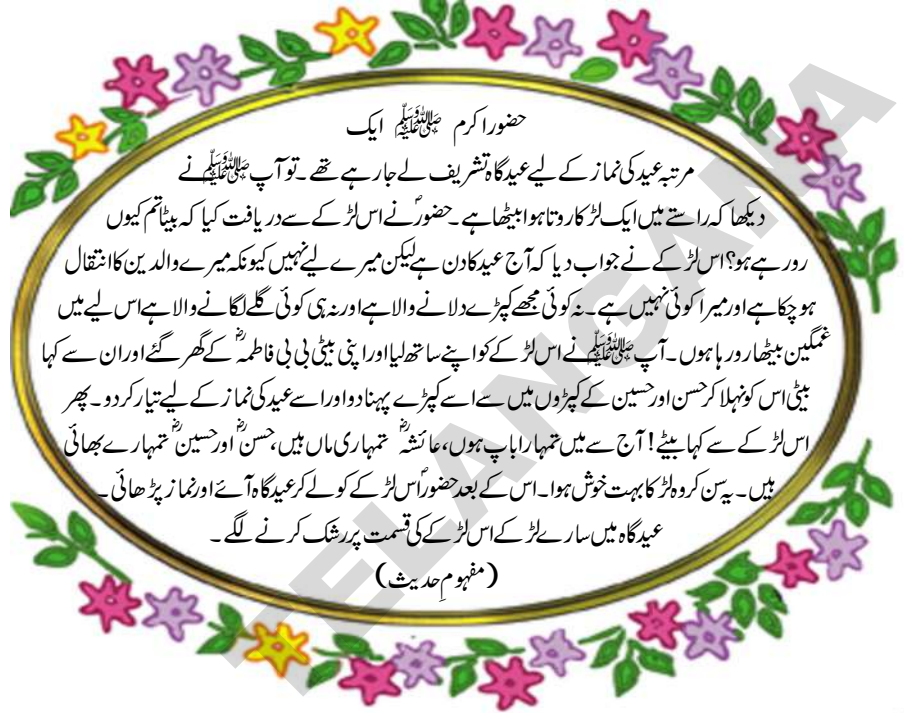 حضور اکرم ﷺ ایک
مرتبہ عید کی نماز کے لیے عید گاہ تشریف لے جا رہے تھے۔ تو آپ ﷺ نے
دیکھا کہ راستے میں ایک لڑکا روتا ہوا بیٹھا ہے۔ حضورؐ نے اس لڑکے سے دریافت کیا کہ بیٹا تم کیوں
رو رہے ہو؟ اس لڑکے نے جواب دیا کہ آج عید کا دن ہے لیکن میرے لیے نہیں کیونکہ میرے والدین کا انتقال
ہو چکا ہے اور میرا کوئی نہیں ہے۔ نہ کوئی مجھے کپڑے دلانے والا ہے اور نہ ہی کوئی گلے لگانے والا ہے اس لیے میں
غمگین بیٹھا رو رہا ہوں۔ آپ ﷺ نے اس لڑکے کو اپنے ساتھ لیا اور اپنی بیٹی بی بی فاطمہؓ کے گھر گئے اور ان سے کہا
بیٹی اس کو نہلا کر حسن اور حسین کے کپڑوں میں سے اسے کپڑے پہنا دو اور اسے عید کی نماز کے لیے تیار کر دو۔ پھر
اس لڑکے سے کہا بیٹے! آج سے میں تمہارا باپ ہوں، عائشہؓ تمہاری ماں ہیں، حسنؓ اور حسینؓ تمہارے بھائی
ہیں۔ یہ سن کر وہ لڑکا بہت خوش ہوا۔ اس کے بعد حضورؐ اس لڑکے کو لے کر عید گاہ آئے اور نماز پڑھائی۔
عید گاہ میں سارے لڑکے اس لڑکے کی قسمت پر رشک کرنے لگے۔
(مفہومِ حدیث)
TELANGANA